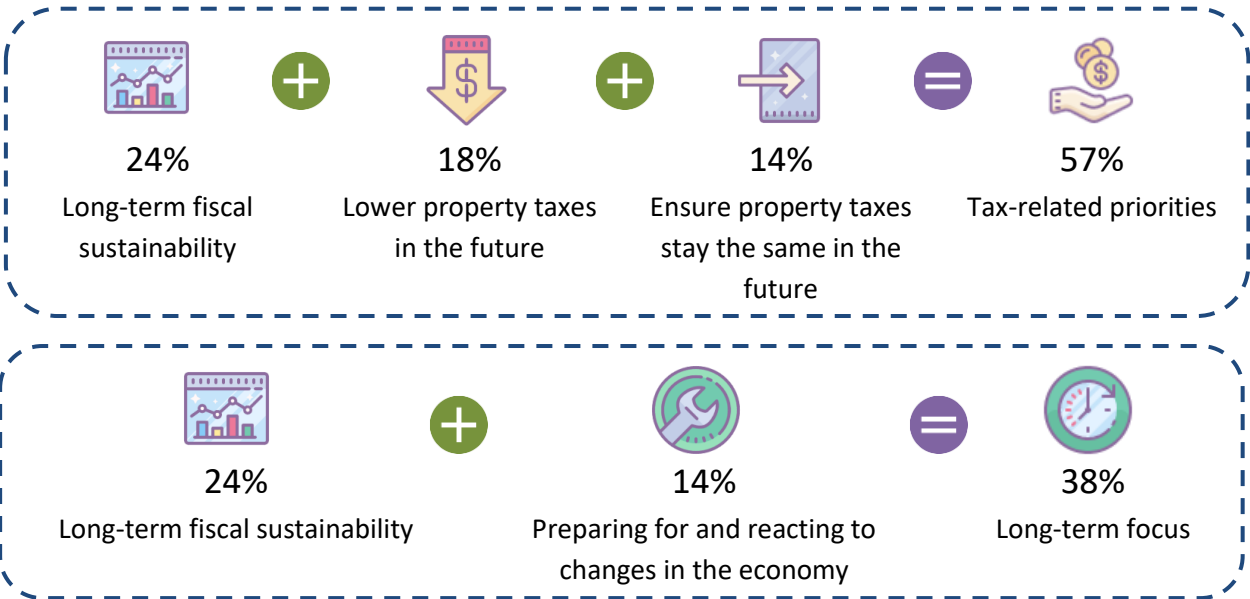 24%
Long-term fiscal
sustainability
18%
Lower property taxes
in the future
14%
Ensure property taxes
stay the same in the
future
57%
Tax-related priorities
24%
Long-term fiscal sustainability
14%
Preparing for and reacting to
changes in the economy
38%
Long-term focus